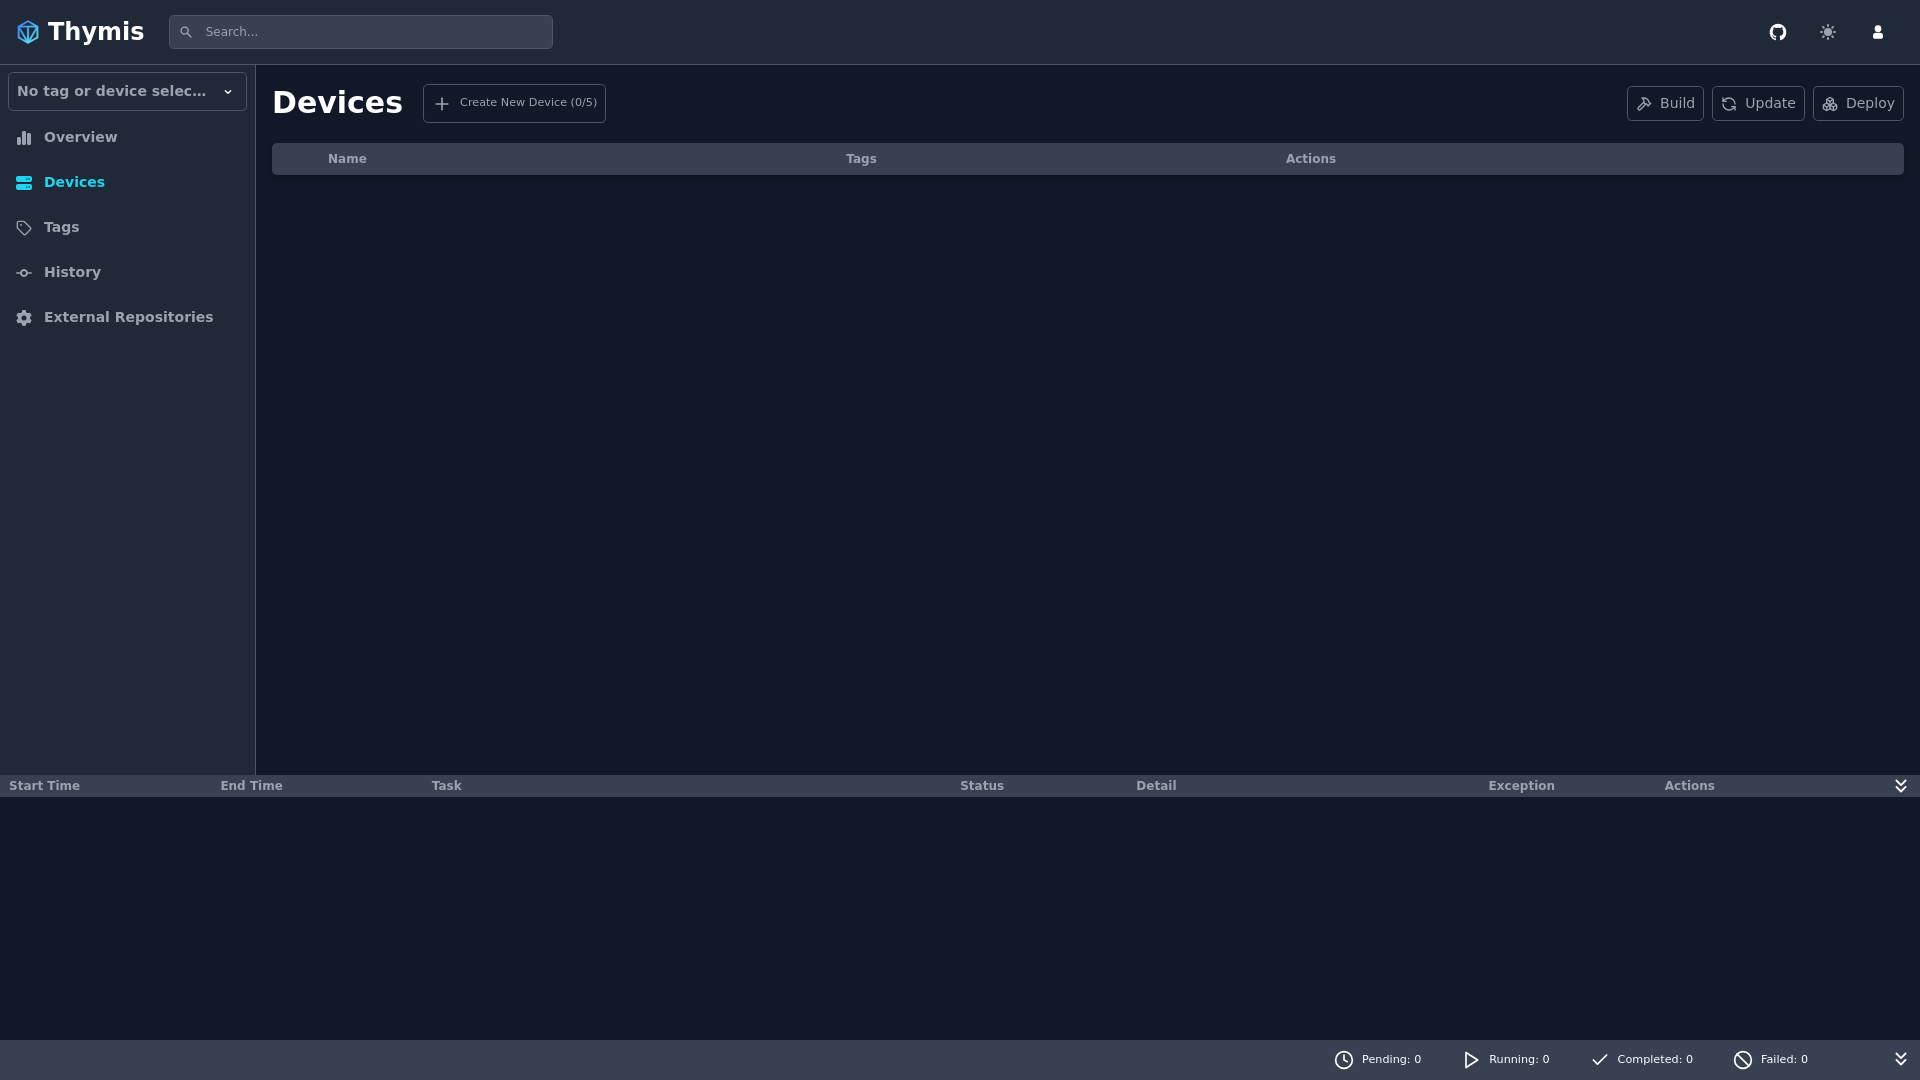 Thymis
Search...
No tag or device selec...
Overview
Devices
Tags
History
External Repositories
Devices
Create New Device (0/5)
Build
Update
Deploy
Name Tags Actions
Start Time End Time Task Status Detail Exception Actions
Pending: 0 Running: 0 Completed: 0 Failed: 0